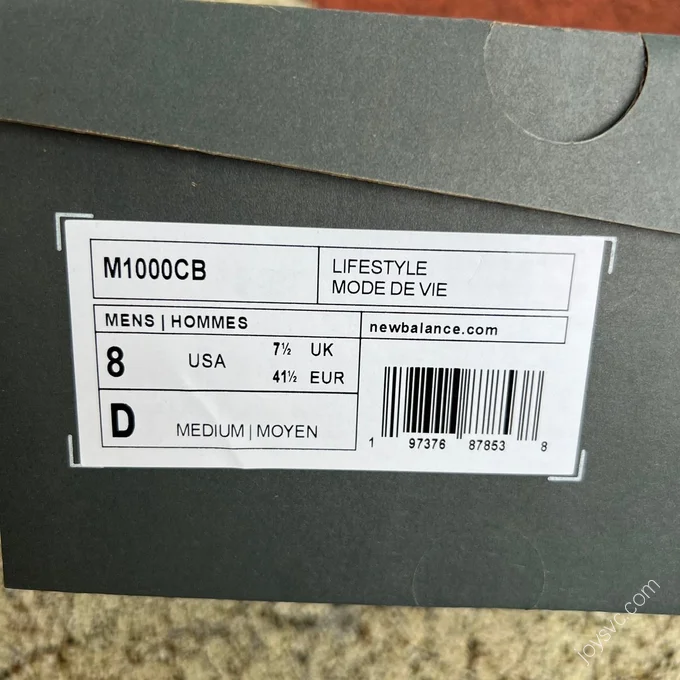 M1000CB
LIFESTYLE
MODE DE VIE
MENS | HOMMES
newbalance.com
8 USA 7½ UK
41½ EUR
D MEDIUM | MOYEN
1 97376 87853 8
joysvc.com